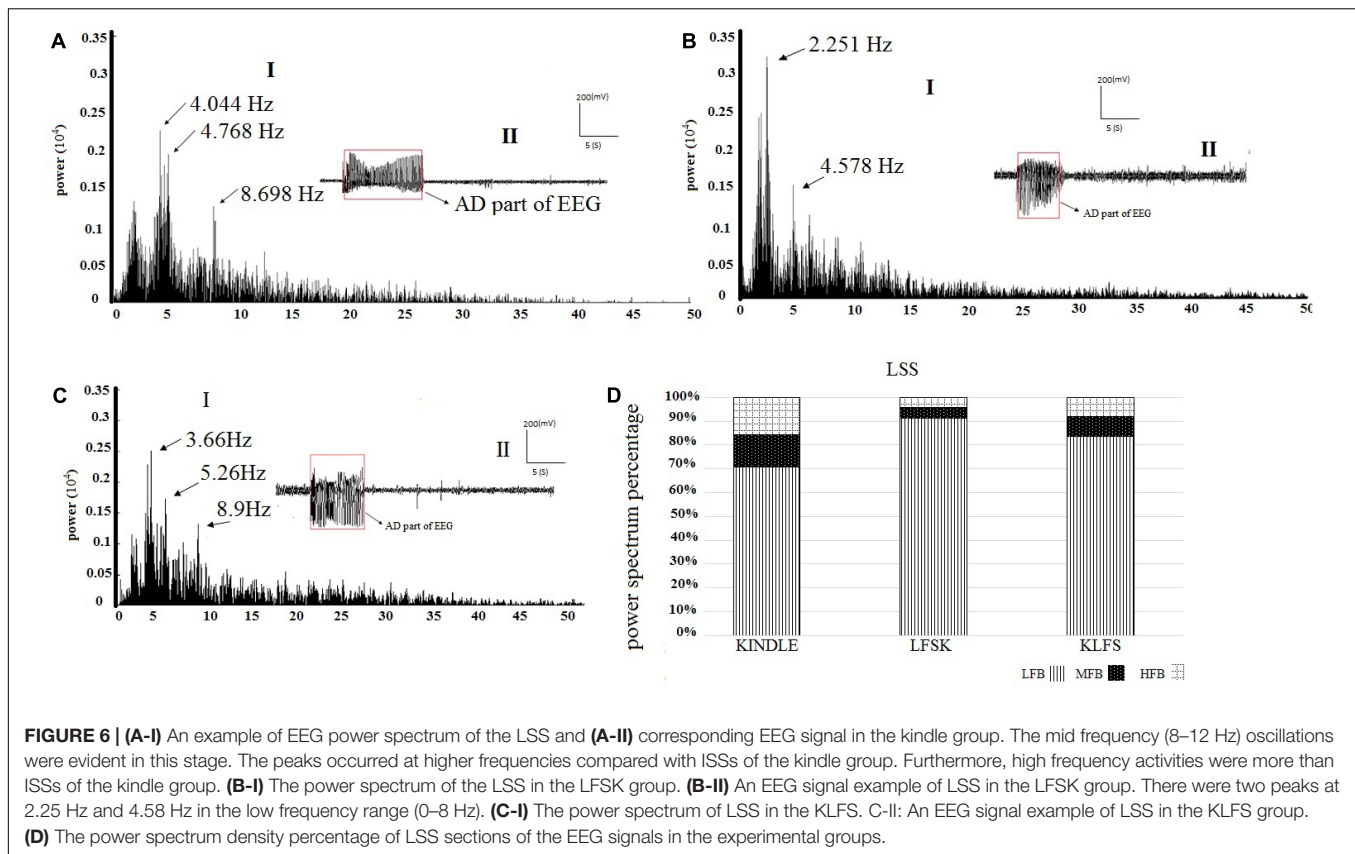 A
I
0.35
0.3
0.25
0.2
0.15
0.1
0.05
0
power (10⁴)
4.044 Hz
4.768 Hz
8.698 Hz
II
200(mV)
5 (S)
AD part of EEG
0 5 10 15 20 25 30 35 40 45 50
B
I
0.35
0.3
0.25
0.2
0.15
0.1
0.05
0
power (10⁴)
2.251 Hz
4.578 Hz
II
200(mV)
5 (S)
AD part of EEG
0 5 10 15 20 25 30 35 40 45 50
C
I
0.35
0.3
0.25
0.2
0.15
0.1
0.05
0
power (10⁴)
3.66Hz
5.26Hz
8.9Hz
II
200(mV)
5 (S)
AD part of EEG
0 5 10 15 20 25 30 35 40 45 50
D
LSS
power spectrum percentage
100%
90%
80%
70%
60%
50%
40%
30%
20%
10%
0%
KINDLE LFSK KLFS
LFB MFB HFB
FIGURE 6 | (A-I) An example of EEG power spectrum of the LSS and (A-II) corresponding EEG signal in the kindle group. The mid frequency (8–12 Hz) oscillations
were evident in this stage. The peaks occurred at higher frequencies compared with ISSs of the kindle group. Furthermore, high frequency activities were more than
ISSs of the kindle group. (B-I) The power spectrum of the LSS in the LFSK group. (B-II) An EEG signal example of LSS in the LFSK group. There were two peaks at
2.25 Hz and 4.58 Hz in the low frequency range (0–8 Hz). (C-I) The power spectrum of LSS in the KLFS. C-II: An EEG signal example of LSS in the KLFS group.
(D) The power spectrum density percentage of LSS sections of the EEG signals in the experimental groups.